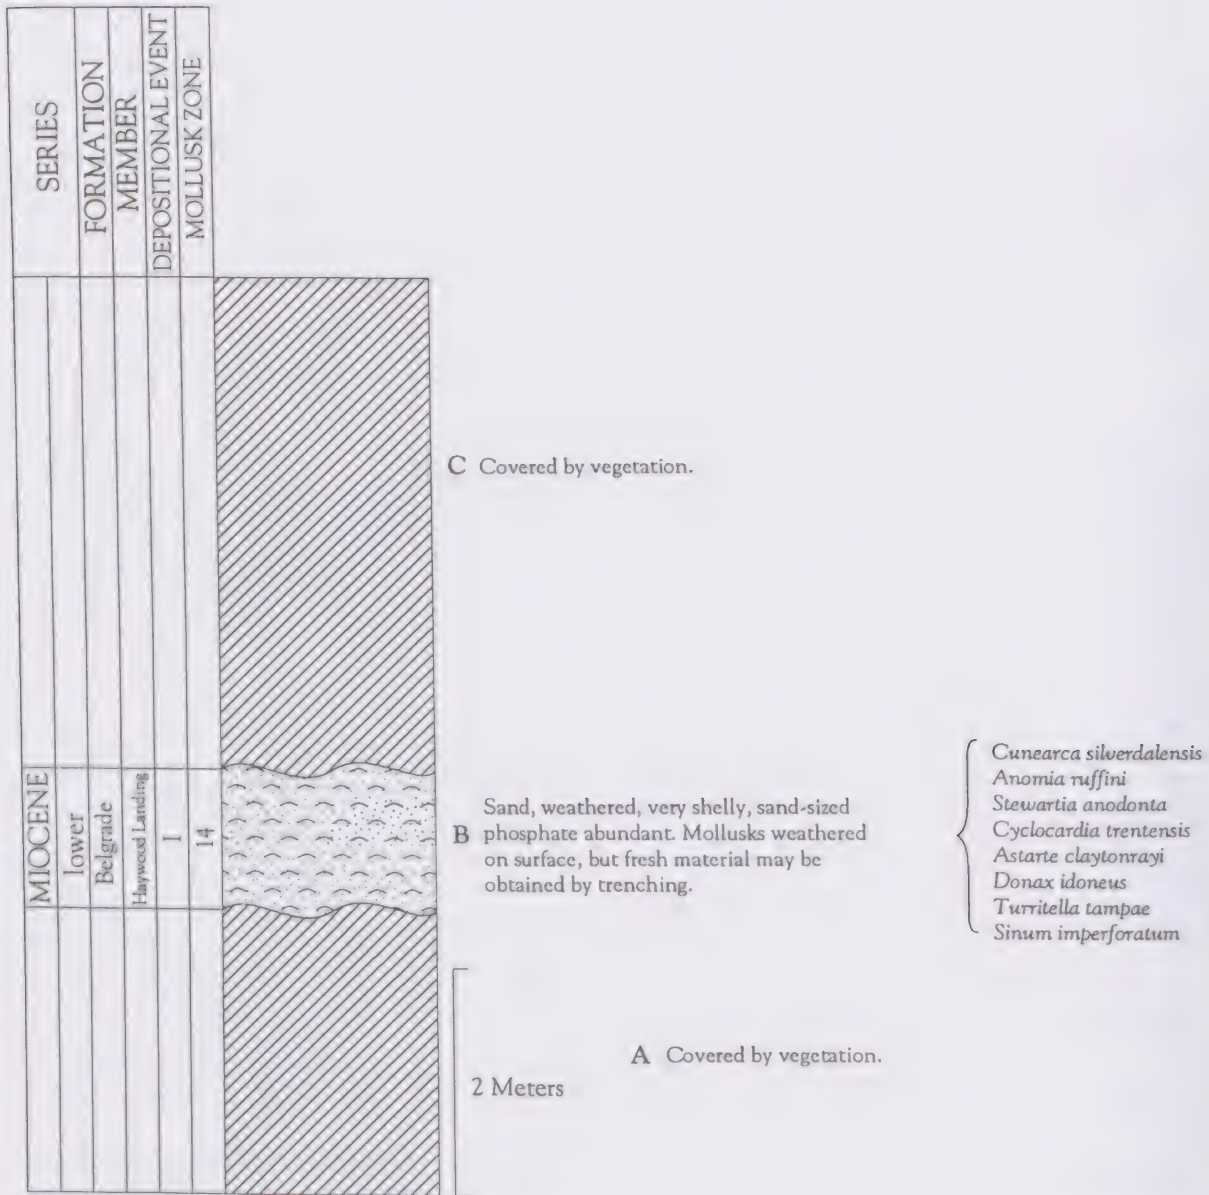 SERIES
FORMATION
MEMBER
DEPOSITIONAL EVENT
MOLLUSK ZONE
C Covered by vegetation.
MIOCENE
lower
Belgrade
Haywood Landing
1
14
B Sand, weathered, very shelly, sand-sized
phosphate abundant. Mollusks weathered
on surface, but fresh material may be
obtained by trenching.
Cunearca silverdalensis
Anomia ruffini
Stewartia anodonta
Cyclocardia trentensis
Astarte claytonrayi
Donax idoneus
Turritella tampae
Sinum imperforatum
A Covered by vegetation.
2 Meters